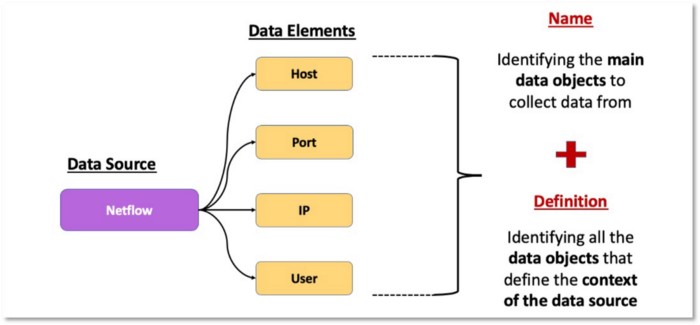 Data Source
Netflow
Data Elements
Host
Port
IP
User
Name
Identifying the main
data objects to
collect data from
+
Definition
Identifying all the
data objects that
define the context
of the data source